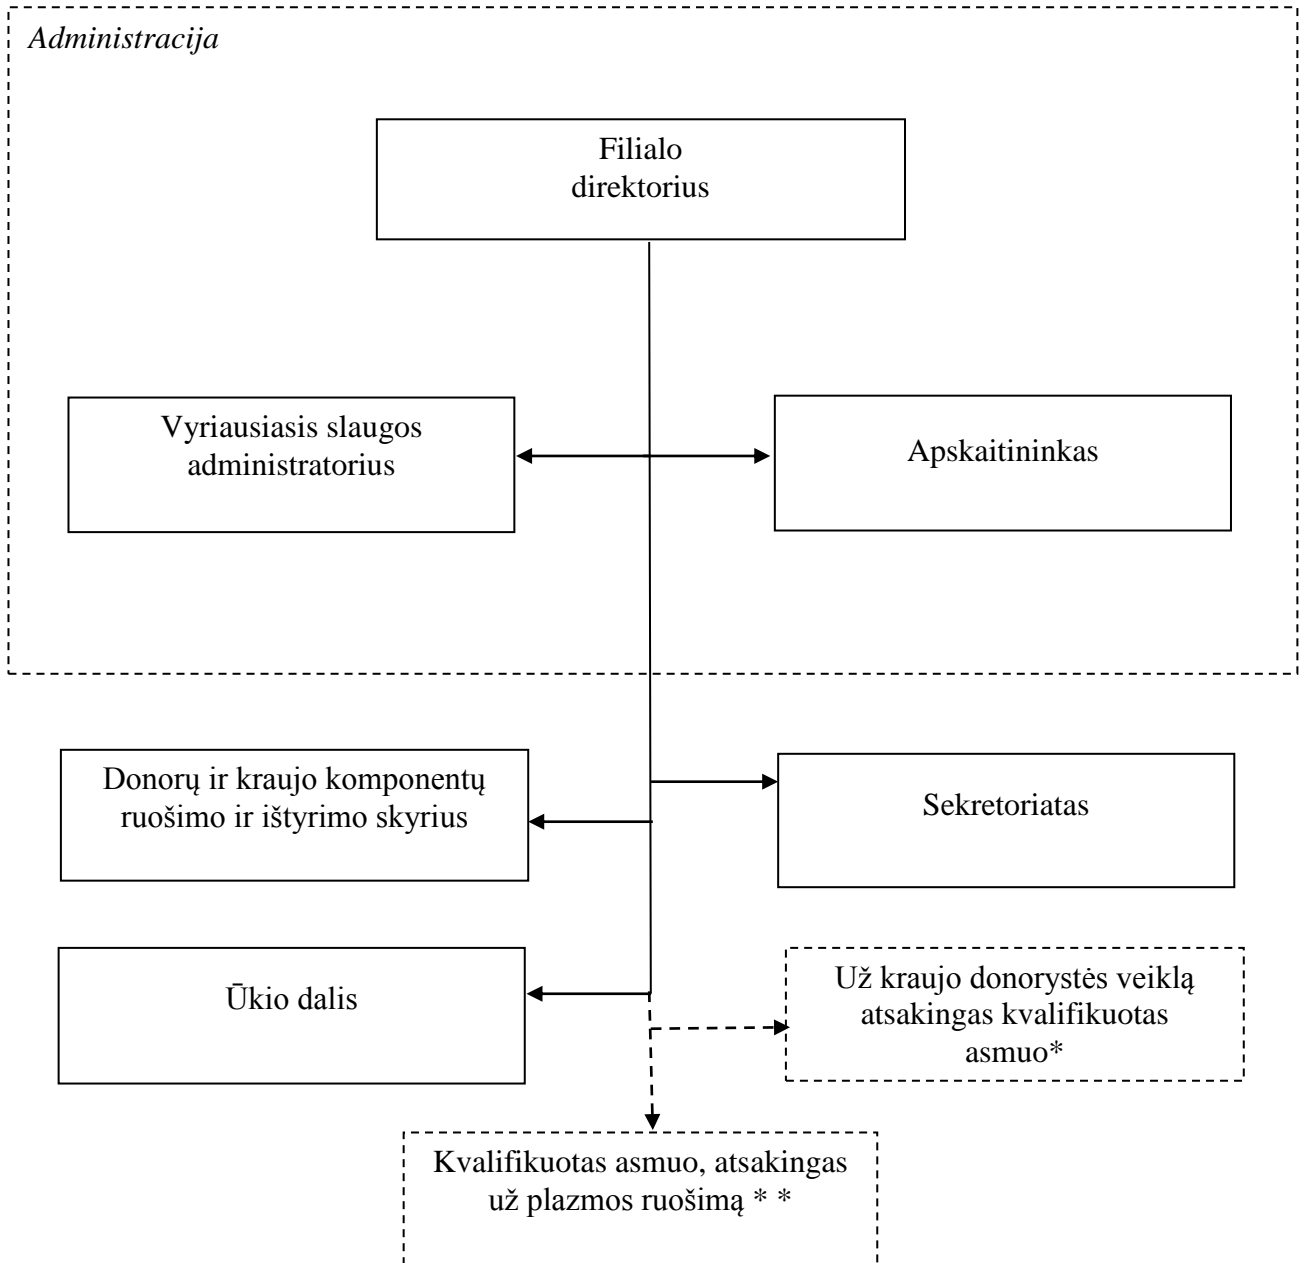 Administracija
Filialo
direktorius
Vyriausiasis slaugos
administratorius
Apskaitininkas
Donorų ir kraujo komponentų
ruošimo ir ištyrimo skyrius
Sekretoriatas
Ūkio dalis
Už kraujo donorystės veiklą
atsakingas kvalifikuotas
asmuo*
Kvalifikuotas asmuo, atsakingas
už plazmos ruošimą * *